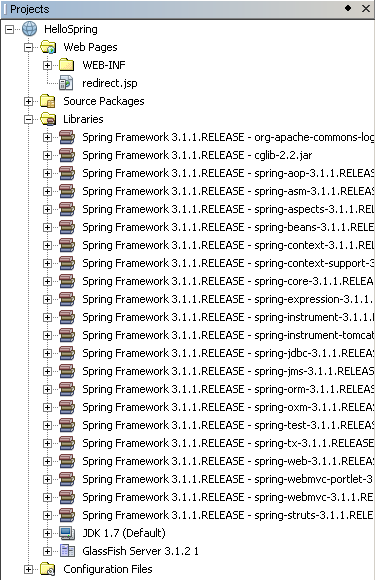 Projects
HelloSpring
Web Pages
WEB-INF
redirect.jsp
Source Packages
Libraries
Spring Framework 3.1.1.RELEASE - org-apache-commons-log
Spring Framework 3.1.1.RELEASE - cglib-2.2.jar
Spring Framework 3.1.1.RELEASE - spring-aop-3.1.1.RELEAS
Spring Framework 3.1.1.RELEASE - spring-asm-3.1.1.RELEAS
Spring Framework 3.1.1.RELEASE - spring-aspects-3.1.1.REL
Spring Framework 3.1.1.RELEASE - spring-beans-3.1.1.RELE
Spring Framework 3.1.1.RELEASE - spring-context-3.1.1.REL
Spring Framework 3.1.1.RELEASE - spring-context-support-3
Spring Framework 3.1.1.RELEASE - spring-core-3.1.1.RELEA
Spring Framework 3.1.1.RELEASE - spring-expression-3.1.1.
Spring Framework 3.1.1.RELEASE - spring-instrument-3.1.1.
Spring Framework 3.1.1.RELEASE - spring-instrument-tomcat
Spring Framework 3.1.1.RELEASE - spring-jdbc-3.1.1.RELEAS
Spring Framework 3.1.1.RELEASE - spring-jms-3.1.1.RELEAS
Spring Framework 3.1.1.RELEASE - spring-orm-3.1.1.RELEAS
Spring Framework 3.1.1.RELEASE - spring-oxm-3.1.1.RELEAS
Spring Framework 3.1.1.RELEASE - spring-test-3.1.1.RELEAS
Spring Framework 3.1.1.RELEASE - spring-tx-3.1.1.RELEASE
Spring Framework 3.1.1.RELEASE - spring-web-3.1.1.RELEAS
Spring Framework 3.1.1.RELEASE - spring-webmvc-portlet-3
Spring Framework 3.1.1.RELEASE - spring-webmvc-3.1.1.RE
Spring Framework 3.1.1.RELEASE - spring-struts-3.1.1.RELE
JDK 1.7 (Default)
GlassFish Server 3.1.2 1
Configuration Files